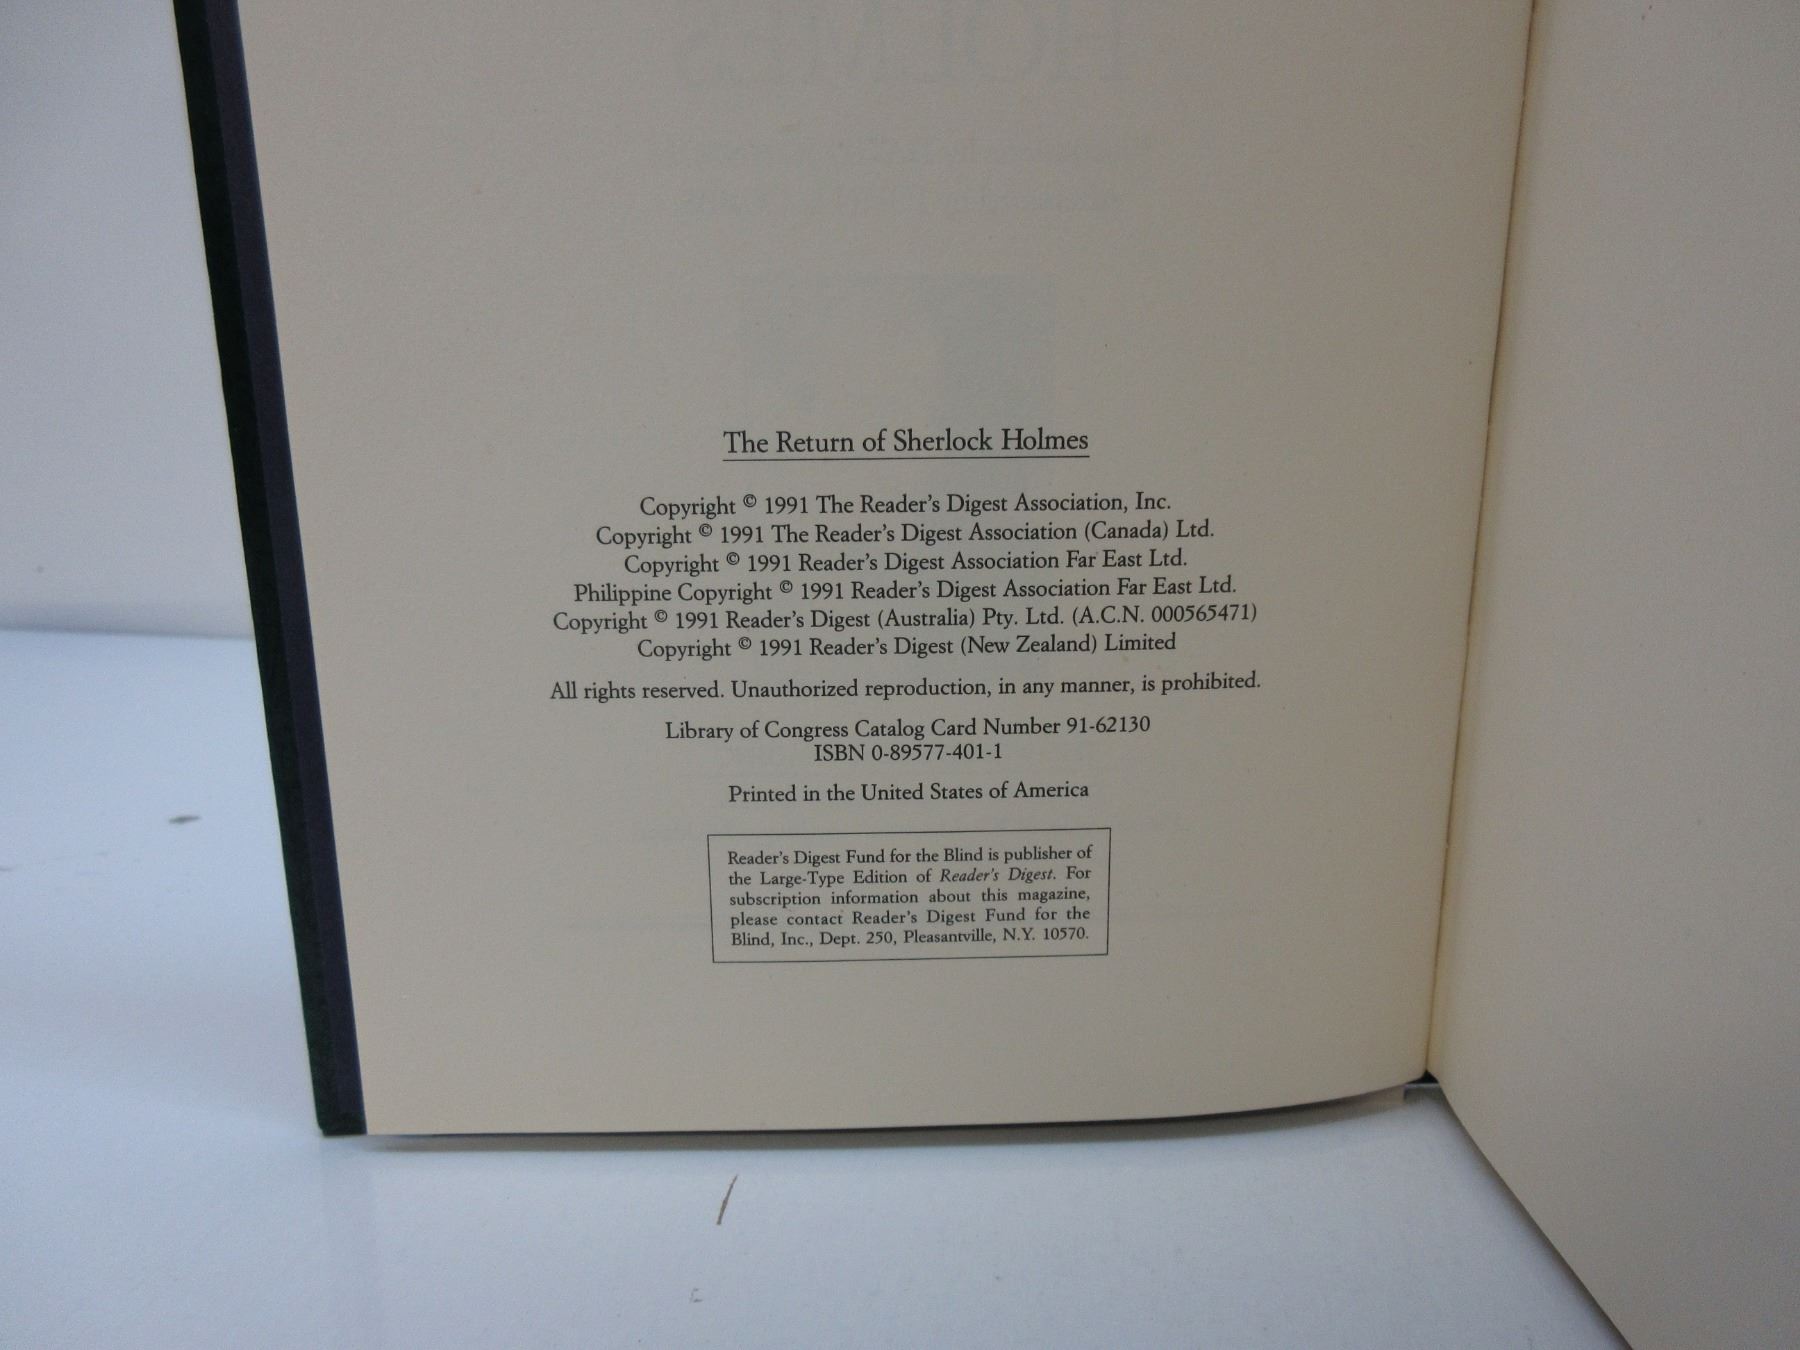 The Return of Sherlock Holmes
Copyright © 1991 The Reader's Digest Association, Inc.
Copyright © 1991 The Reader's Digest Association (Canada) Ltd.
Copyright © 1991 Reader's Digest Association Far East Ltd.
Philippine Copyright © 1991 Reader's Digest Association Far East Ltd.
Copyright © 1991 Reader's Digest (Australia) Pty. Ltd. (A.C.N. 000565471)
Copyright © 1991 Reader's Digest (New Zealand) Limited
All rights reserved. Unauthorized reproduction, in any manner, is prohibited.
Library of Congress Catalog Card Number 91-62130
ISBN 0-89577-401-1
Printed in the United States of America
Reader's Digest Fund for the Blind is publisher of
the Large-Type Edition of Reader's Digest. For
subscription information about this magazine,
please contact Reader's Digest Fund for the
Blind, Inc., Dept. 250, Pleasantville, N.Y. 10570.